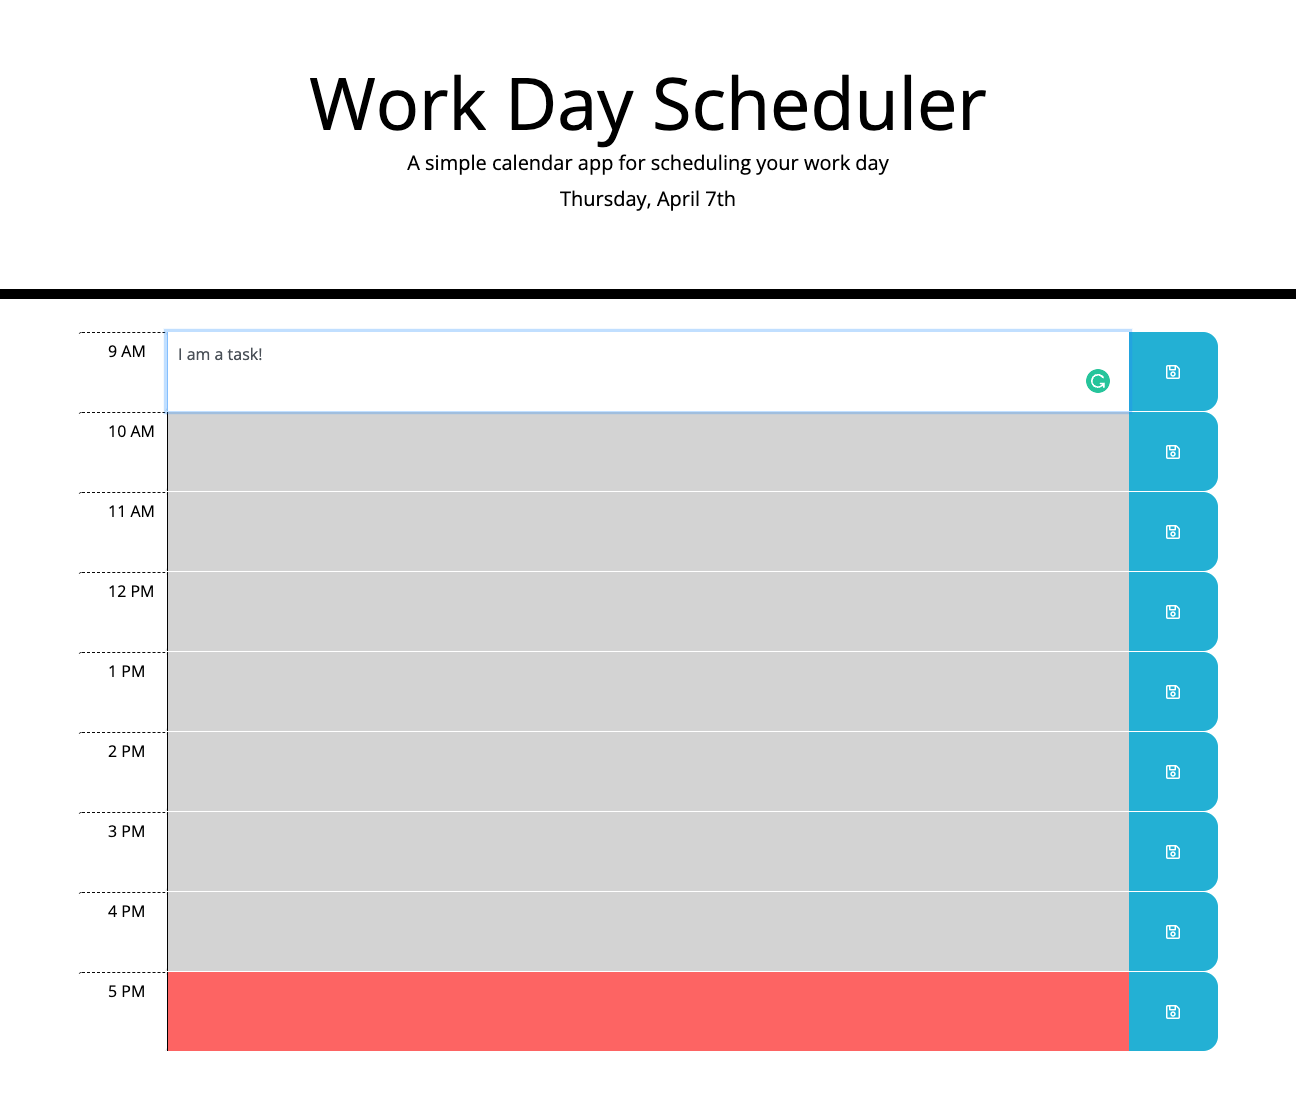 Work Day Scheduler
A simple calendar app for scheduling your work day
Thursday, April 7th
9 AM
I am a task!
10 AM
11 AM
12 PM
1 PM
2 PM
3 PM
4 PM
5 PM